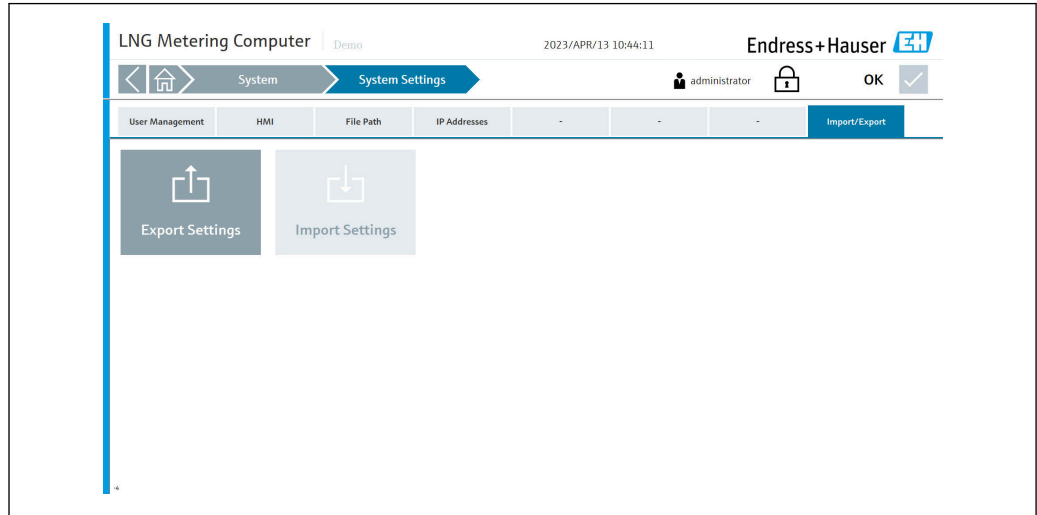 LNG Metering Computer Demo 2023/APR/13 10:44:11 Endress+Hauser EH
System System Settings administrator OK
User Management HMI File Path IP Addresses - - - Import/Export
Export Settings Import Settings